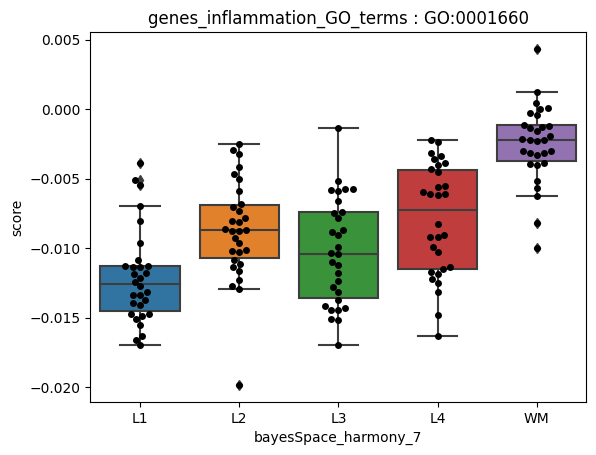 genes_inflammation_GO_terms : GO:0001660
0.005
0.000
−0.005
−0.010
−0.015
−0.020
score
L1 L2 L3 L4 WM
bayesSpace_harmony_7